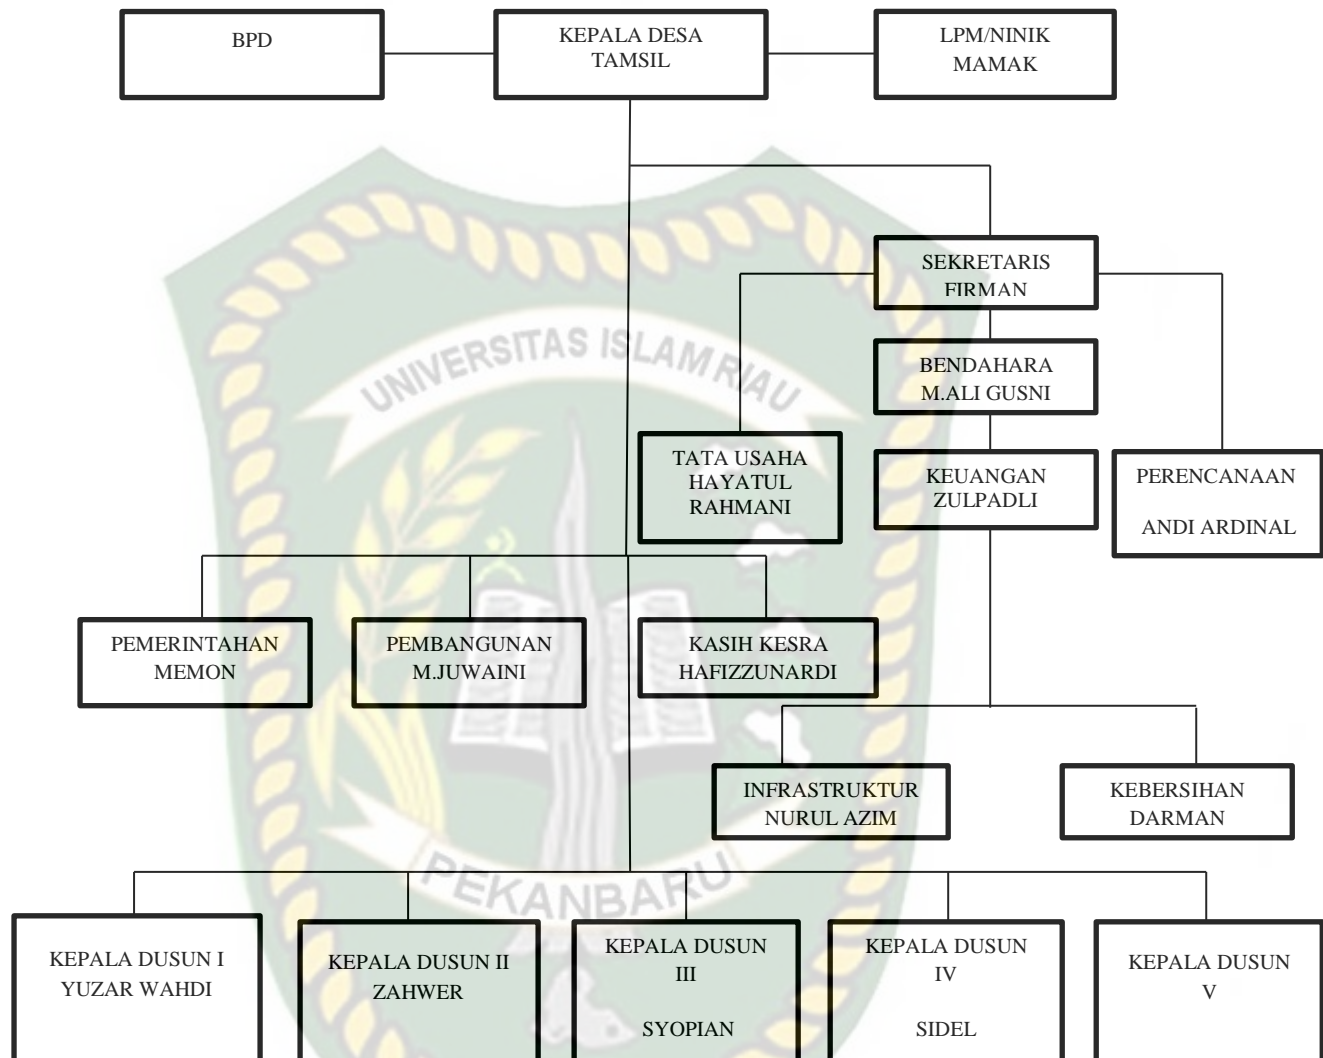 BPD
KEPALA DESA
TAMSIL
LPM/NINIK
MAMAK
SEKRETARIS
FIRMAN
BENDAHARA
M.ALI GUSNI
TATA USAHA
HAYATUL
RAHMANI
KEUANGAN
ZULPADLI
PERENCANAAN
ANDI ARDINAL
PEMERINTAHAN
MEMON
PEMBANGUNAN
M.JUWAINI
KASIH KESRA
HAFIZZUNARDI
INFRASTRUKTUR
NURUL AZIM
KEBERSIHAN
DARMAN
KEPALA DUSUN I
YUZAR WAHDI
KEPALA DUSUN II
ZAHWER
KEPALA DUSUN
III
SYOPIAN
KEPALA DUSUN
IV
SIDEL
KEPALA DUSUN
V
UNIVERSITAS ISLAM RIAU
PEKANBARU